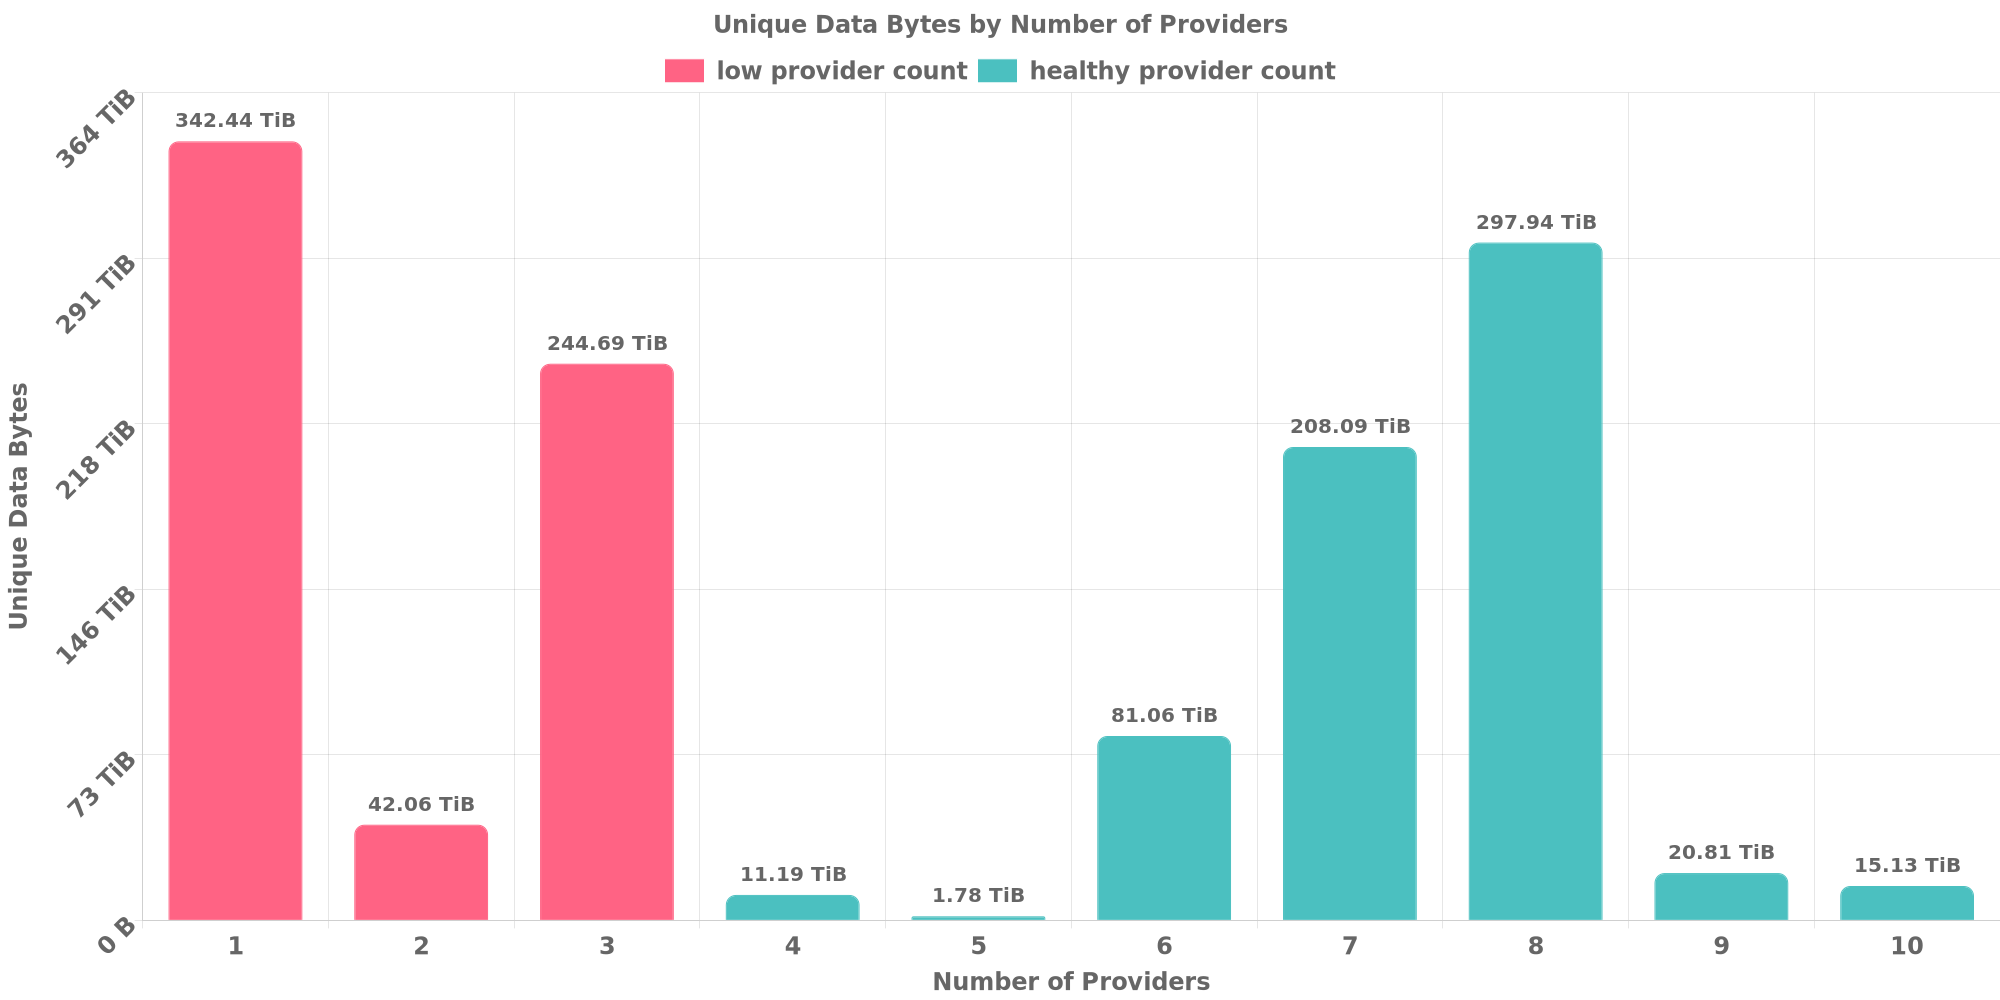 Unique Data Bytes by Number of Providers
low provider count healthy provider count
364 TiB
291 TiB
218 TiB
146 TiB
73 TiB
0 B
Unique Data Bytes
342.44 TiB
42.06 TiB
244.69 TiB
11.19 TiB
1.78 TiB
81.06 TiB
208.09 TiB
297.94 TiB
20.81 TiB
15.13 TiB
1 2 3 4 5 6 7 8 9 10
Number of Providers